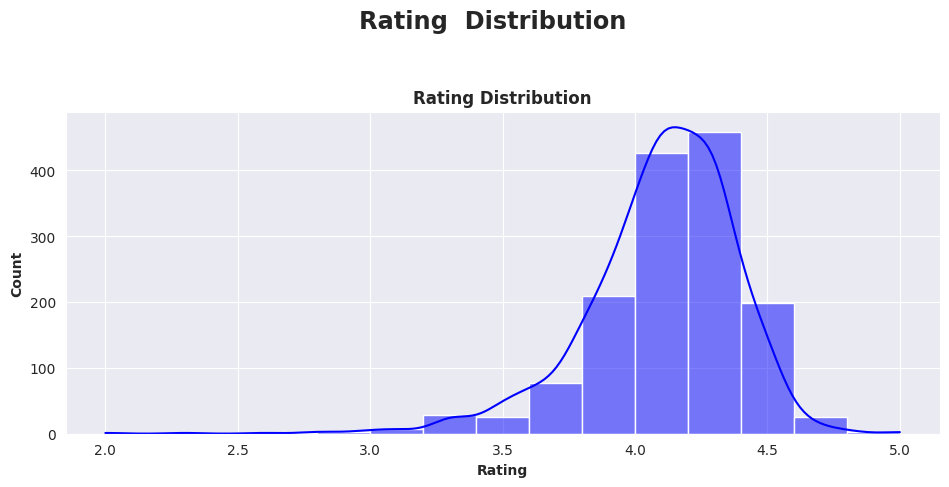 Rating  Distribution
Rating Distribution
Count
400
300
200
100
0
2.0 2.5 3.0 3.5 4.0 4.5 5.0
Rating